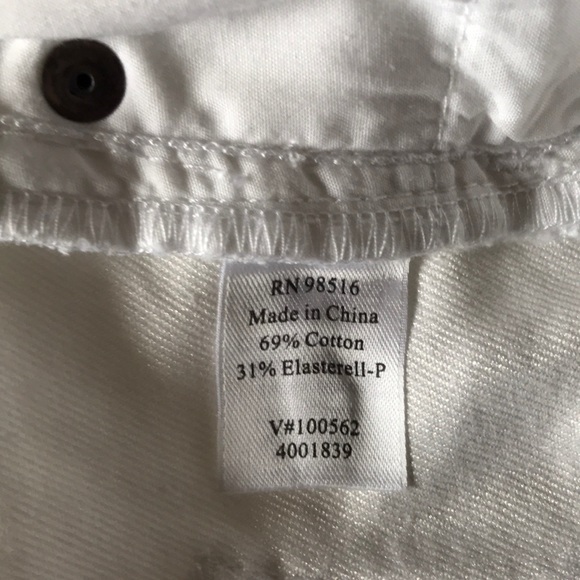 RN 98516
Made in China
69% Cotton
31% Elasterell-P
V#100562
4001839